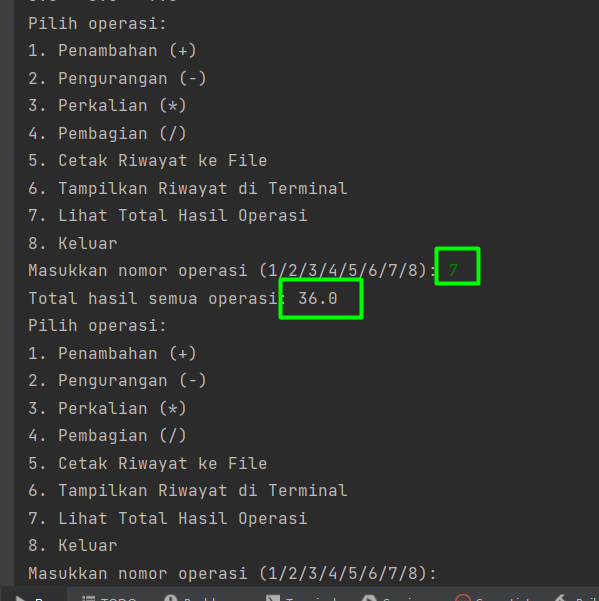 Pilih operasi:
1. Penambahan (+)
2. Pengurangan (-)
3. Perkalian (*)
4. Pembagian (/)
5. Cetak Riwayat ke File
6. Tampilkan Riwayat di Terminal
7. Lihat Total Hasil Operasi
8. Keluar
Masukkan nomor operasi (1/2/3/4/5/6/7/8): 7
Total hasil semua operasi: 36.0
Pilih operasi:
1. Penambahan (+)
2. Pengurangan (-)
3. Perkalian (*)
4. Pembagian (/)
5. Cetak Riwayat ke File
6. Tampilkan Riwayat di Terminal
7. Lihat Total Hasil Operasi
8. Keluar
Masukkan nomor operasi (1/2/3/4/5/6/7/8):